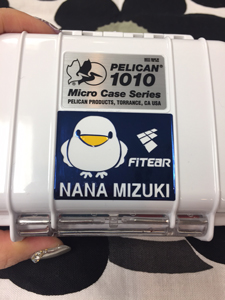 PELICAN®
1010
Micro Case Series
PELICAN PRODUCTS, TORRANCE, CA USA
FITEAR
NANA MIZUKI